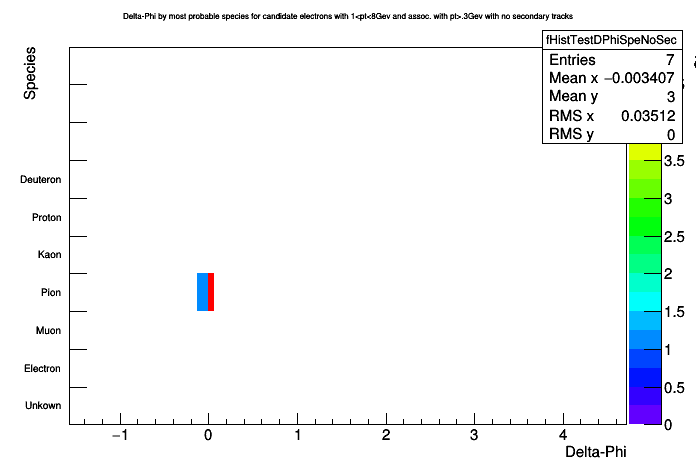 Delta-Phi by most probable species for candidate electrons with 1<pt<8Gev and assoc. with pt>.3Gev with no secondary tracks
fHistTestDPhiSpeNoSec
Entries 7
Mean x −0.003407
Mean y 3
RMS x 0.03512
RMS y 0
Species
Deuteron
Proton
Kaon
Pion
Muon
Electron
Unkown
3.5
3
2.5
2
1.5
1
0.5
0
−1 0 1 2 3 4
Delta-Phi